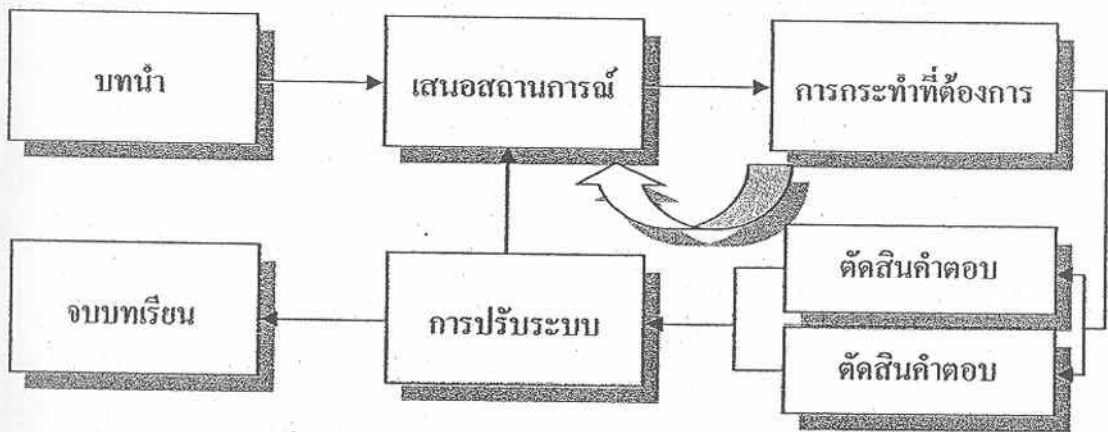 บทนำ
เสนอสถานการณ์
การกระทำที่ต้องการ
ตัดสินคำตอบ
ตัดสินคำตอบ
การปรับระบบ
จบบทเรียน